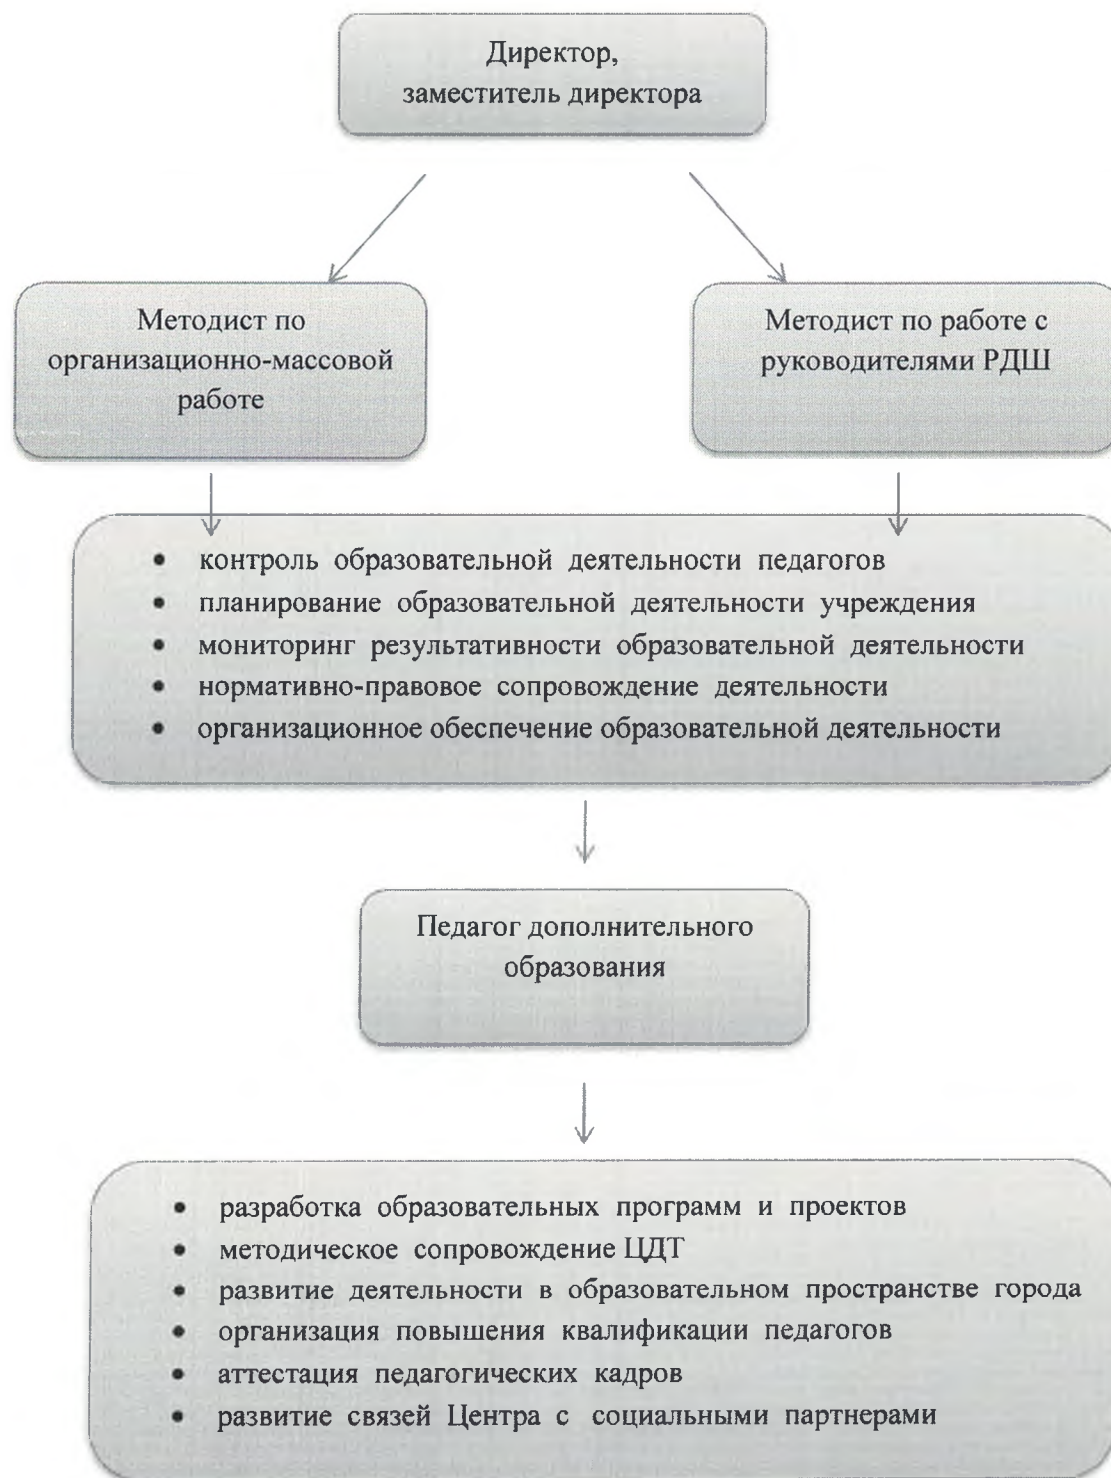 Директор,
заместитель директора
Методист по
организационно-массовой
работе
Методист по работе с
руководителями РДШ
• контроль образовательной деятельности педагогов
• планирование образовательной деятельности учреждения
• мониторинг результативности образовательной деятельности
• нормативно-правовое сопровождение деятельности
• организационное обеспечение образовательной деятельности
Педагог дополнительного
образования
• разработка образовательных программ и проектов
• методическое сопровождение ЦДТ
• развитие деятельности в образовательном пространстве города
• организация повышения квалификации педагогов
• аттестация педагогических кадров
• развитие связей Центра с социальными партнерами